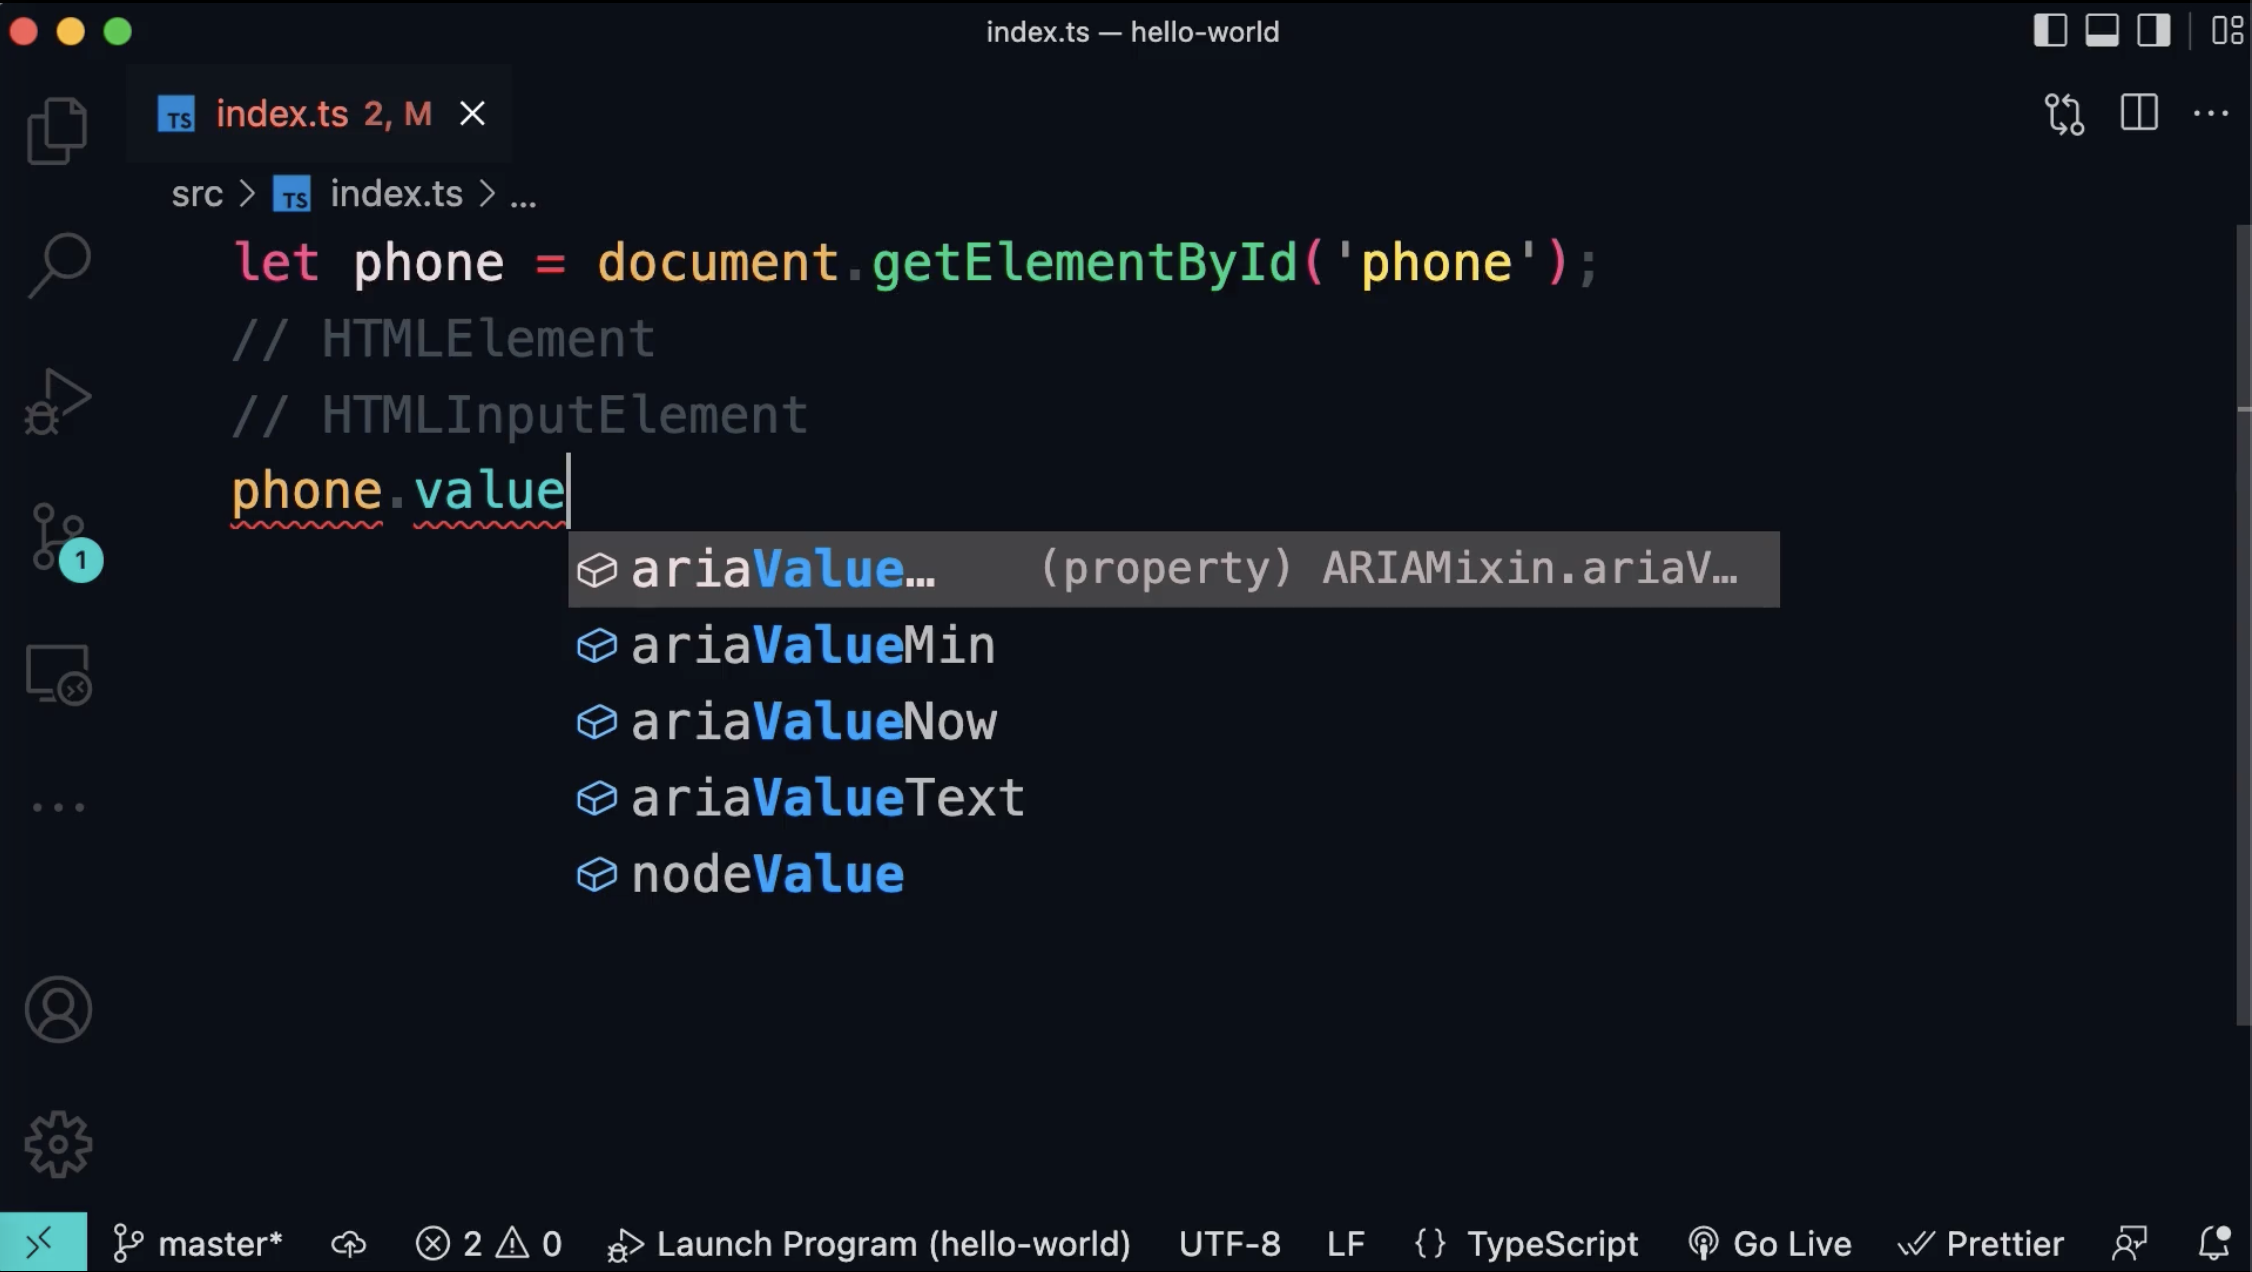 index.ts — hello-world
TS index.ts 2, M
src > TS index.ts > ...
let phone = document.getElementById('phone');
// HTMLElement
// HTMLInputElement
phone.value
ariaValue… (property) ARIAMixin.ariaV…
ariaValueMin
1
ariaValueNow
ariaValueText
nodeValue
master* 2 0 Launch Program (hello-world) UTF-8 LF {} TypeScript Go Live Prettier